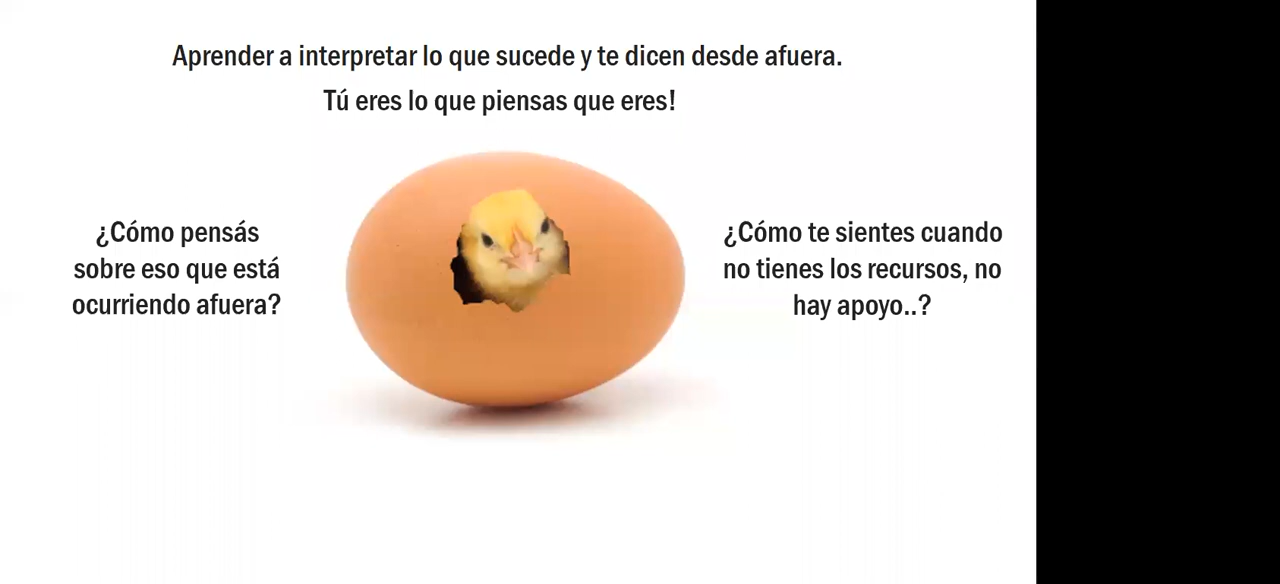 Aprender a interpretar lo que sucede y te dicen desde afuera.
Tú eres lo que piensas que eres!
¿Cómo pensás
sobre eso que está
ocurriendo afuera?
¿Cómo te sientes cuando
no tienes los recursos, no
hay apoyo..?